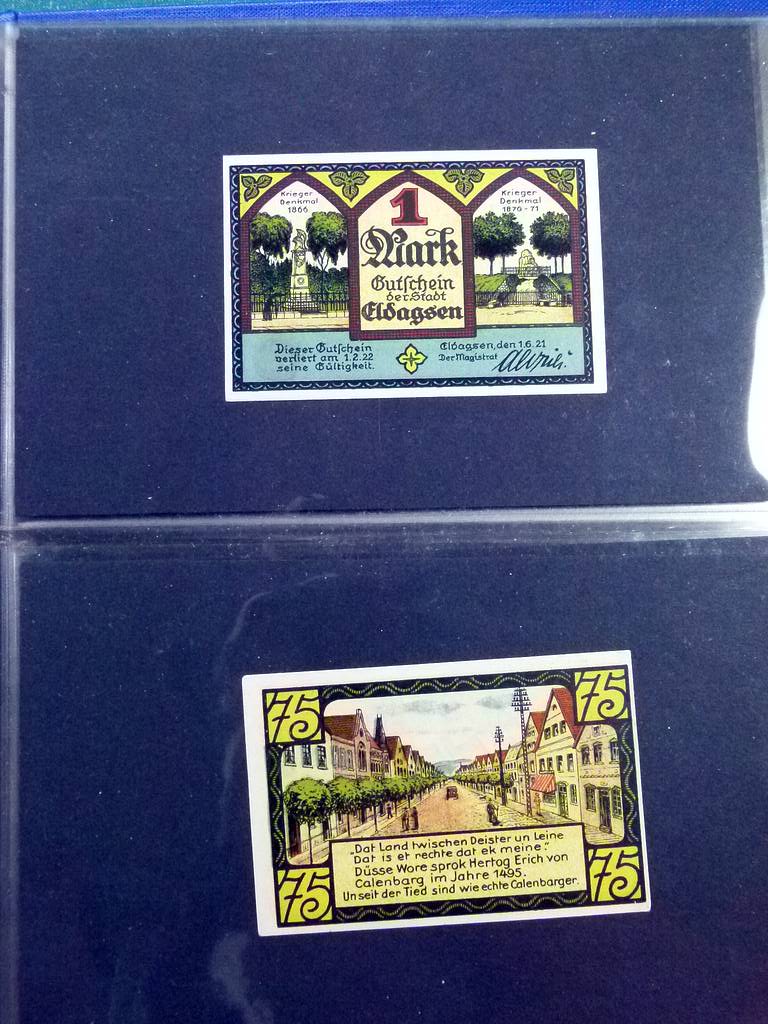 Krieger
Denkmal
1866
1
Mark
Gutschein
der Stadt
Eldagsen
Krieger
Denkmal
1870-71
Dieser Gutschein
verliert am 1.2.22
seine Gültigkeit.
Eldagsen, den 1.6.21
Der Magistrat
75
75
„Dat Land twischen Deister un Leine
Dat is et rechte dat ek meine."
Düsse Wore sprok Hertog Erich von
Calenbarg im Jahre 1495.
Un seit der Tied sind wie echte Calenbarger.
75
75